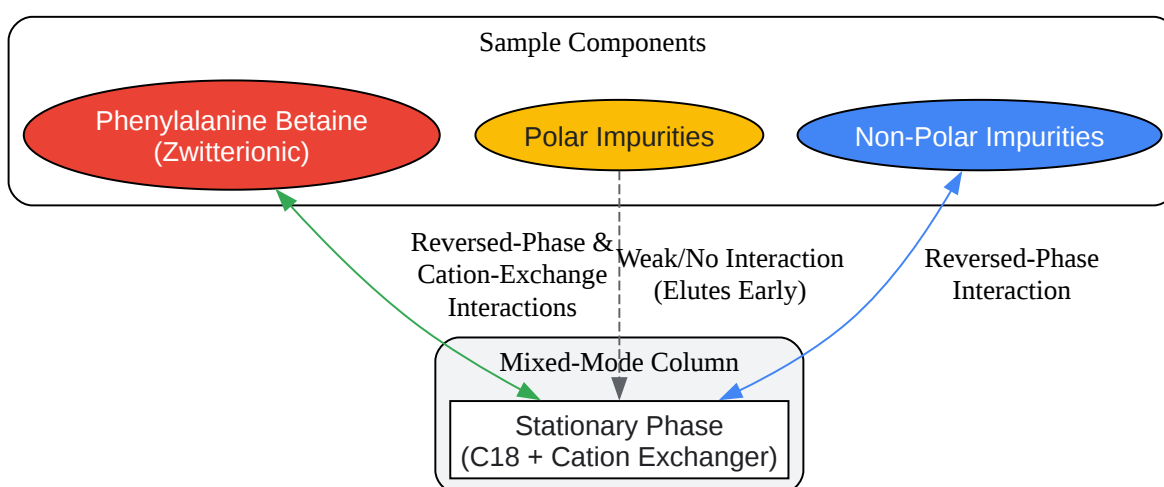 Sample Components
Phenylalanine Betaine
(Zwitterionic)
Polar Impurities
Non-Polar Impurities
Reversed-Phase &
Cation-Exchange
Interactions
Weak/No Interaction
(Elutes Early)
Reversed-Phase
Interaction
Mixed-Mode Column
Stationary Phase
(C18 + Cation Exchanger)